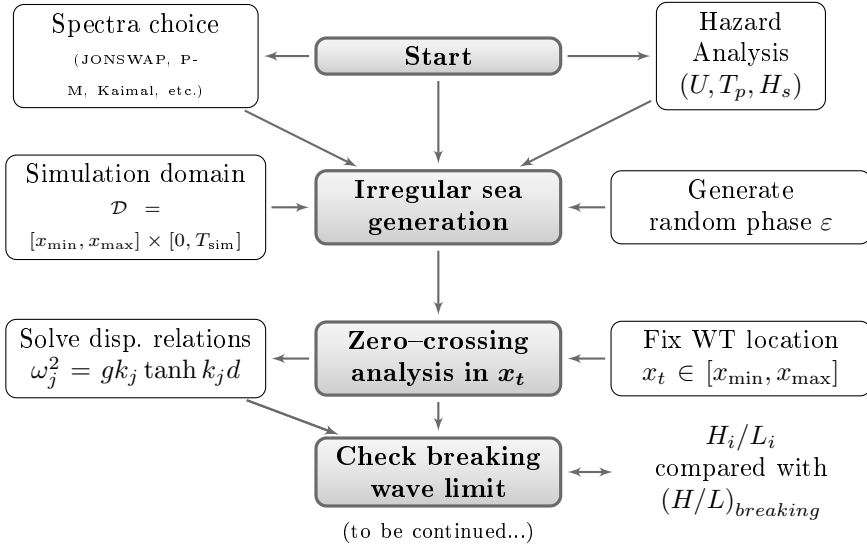 Spectra choice
(JONSWAP, P-
M, Kaimal, etc.)
Start
Hazard
Analysis
(U, T_p, H_s)
Simulation domain
𝒟 =
[x_min, x_max] × [0, T_sim]
Irregular sea
generation
Generate
random phase ε
Solve disp. relations
ω_j^2 = gk_j tanh k_j d
Zero–crossing
analysis in x_t
Fix WT location
x_t ∈ [x_min, x_max]
Check breaking
wave limit
H_i/L_i
compared with
(H/L)_breaking
(to be continued...)